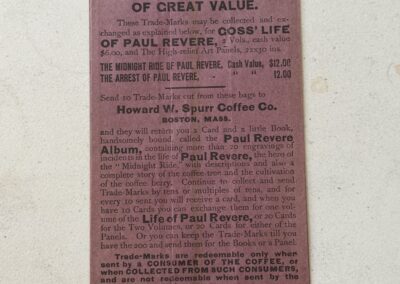 OF GREAT VALUE.
These Trade-Marks may be collected and ex-
changed as explained below, for GOSS' LIFE
OF PAUL REVERE, 2 Vols., cash value
$6.00, and The High-relief Art Panels, 21x30 ins.
THE MIDNIGHT RIDE OF PAUL REVERE, Cash Value, $12.00
THE ARREST OF PAUL REVERE, " " 12.00
Send 10 Trade-Marks cut from these bags to
Howard W. Spurr Coffee Co.
BOSTON, MASS.
and they will return you a Card and a little Book,
handsomely bound, called the Paul Revere
Album, containing more than 20 engravings of
incidents in the life of Paul Revere, the hero of
the "Midnight Ride," with descriptions and also a
complete story of the coffee-tree and the cultivation
of the coffee berry. Continue to collect and send
Trade-Marks by tens or multiples of tens, and for
every 10 sent you will receive a card, and when you
have 10 Cards you can exchange them for one vol-
ume of the Life of Paul Revere, or 20 Cards
for the Two Volumes, or 20 Cards for either of the
Panels. Or you can keep the Trade-Marks till you
have the 200 and send them for the Books or a Panel.
Trade-Marks are redeemable only when
sent by a CONSUMER OF THE COFFEE, or
when COLLECTED FROM SUCH CONSUMERS,
and are not redeemable when sent by the